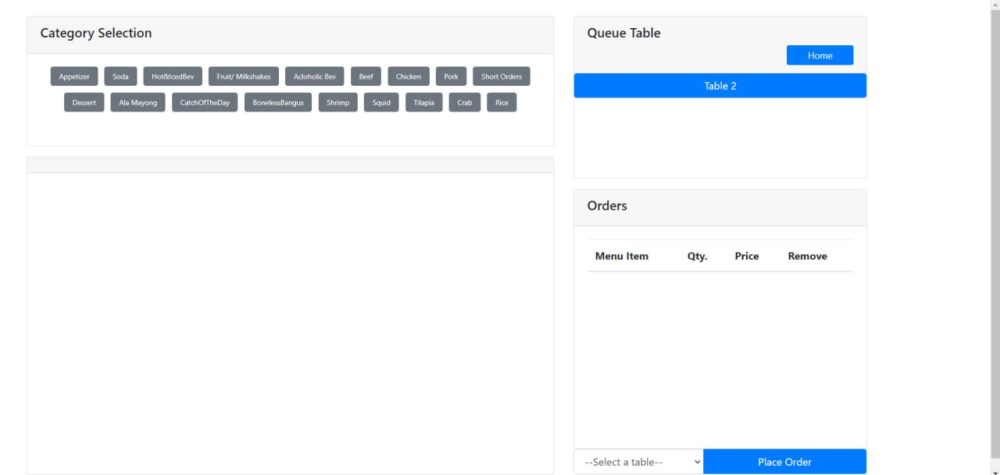 Category Selection
Appetizer Soda Hot&IcedBev Fruit/ Milkshakes Acloholic Bev Beef Chicken Pork Short Orders
Dessert Ala Mayong CatchOfTheDay BonelessBangus Shrimp Squid Tilapia Crab Rice
Queue Table
Home
Table 2
Orders
Menu Item Qty. Price Remove
--Select a table-- Place Order